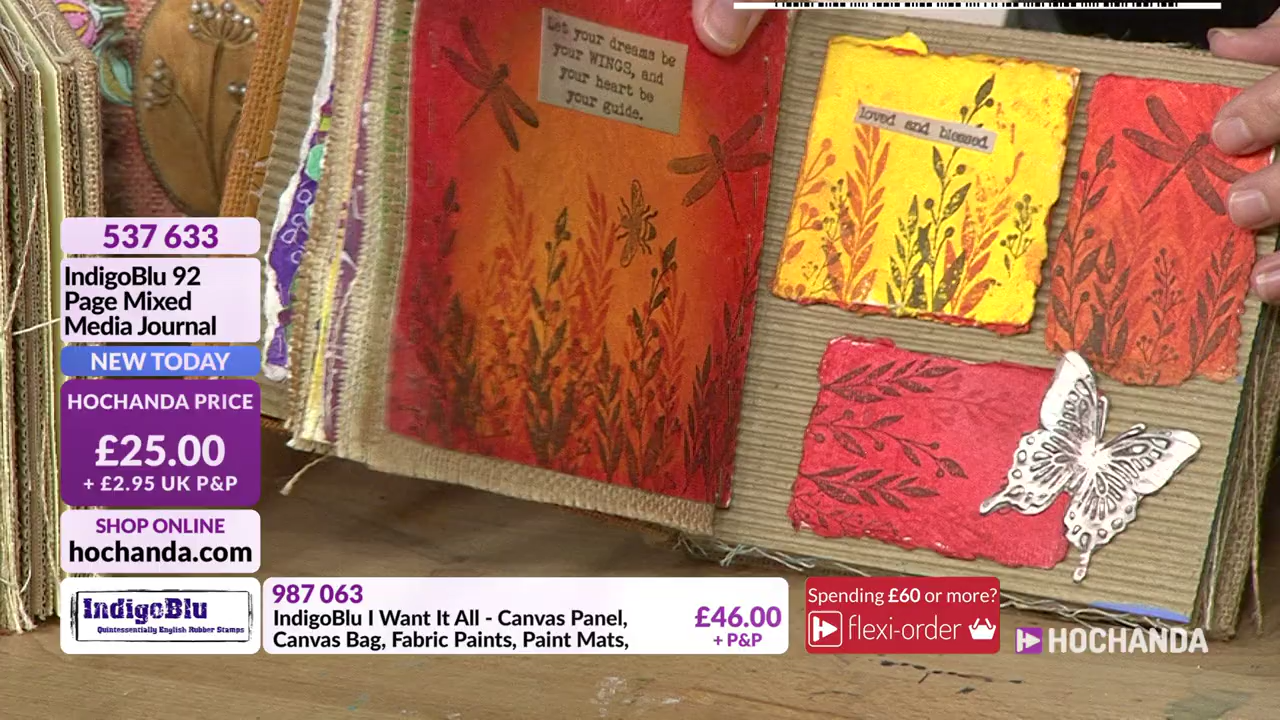 Let your dreams be
your WINGS, and
your heart be
your guide.
loved and blessed
537 633
IndigoBlu 92
Page Mixed
Media Journal
NEW TODAY
HOCHANDA PRICE
£25.00
+ £2.95 UK P&P
SHOP ONLINE
hochanda.com
IndigoBlu
Quintessentially English Rubber Stamps
987 063
IndigoBlu I Want It All - Canvas Panel,
Canvas Bag, Fabric Paints, Paint Mats,
£46.00
+ P&P
Spending £60 or more?
flexi-order
HOCHANDA